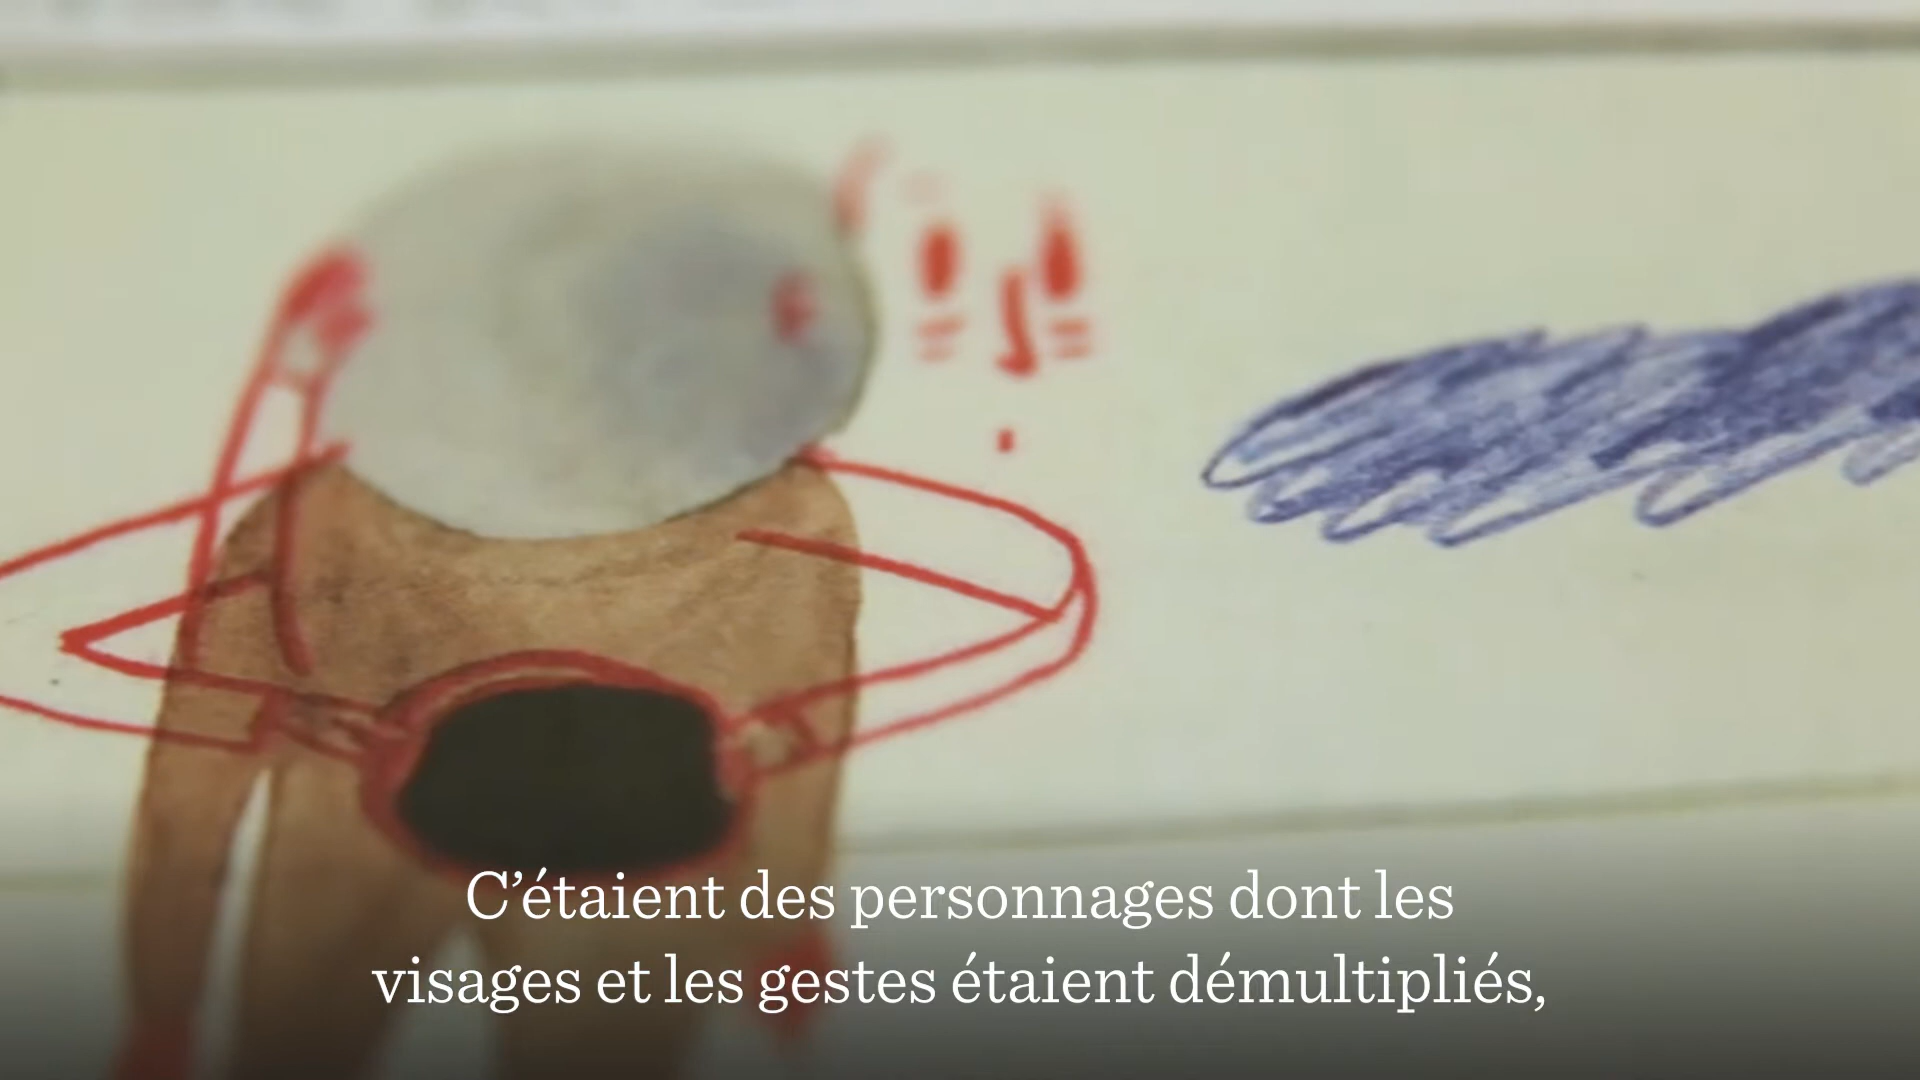 C’étaient des personnages dont les
visages et les gestes étaient démultipliés,